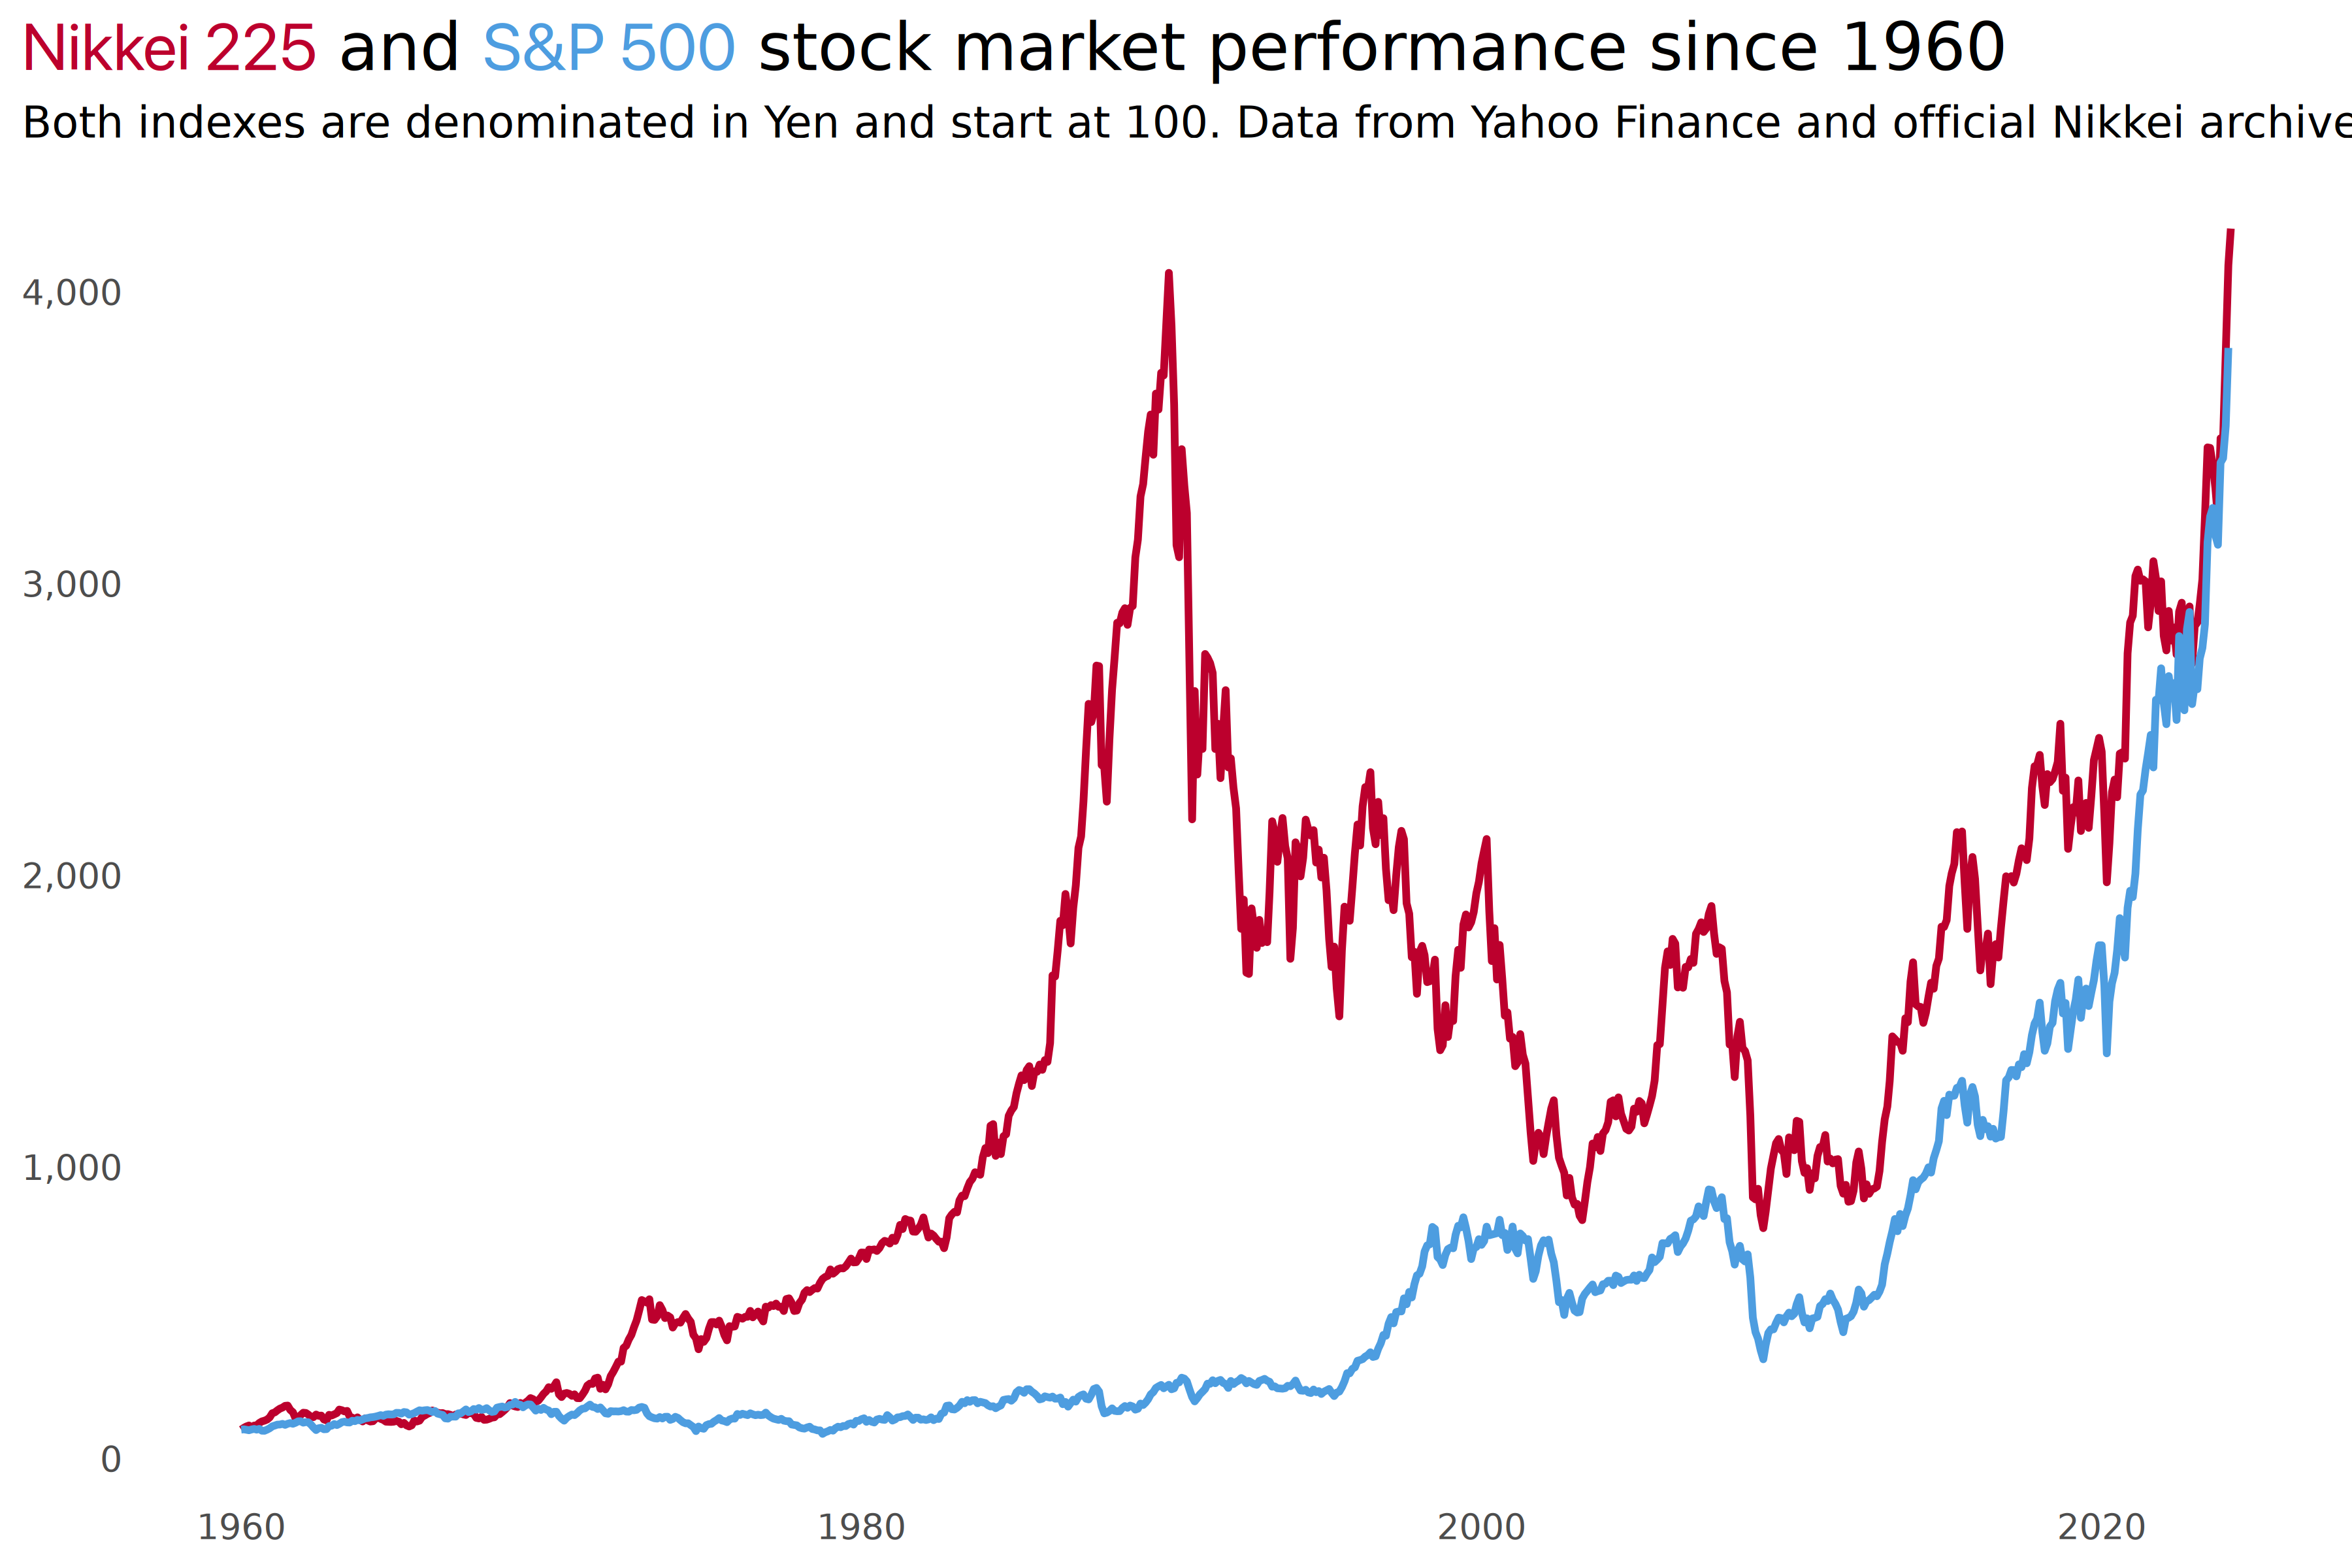 Nikkei 225 and S&P 500 stock market performance since 1960
Both indexes are denominated in Yen and start at 100. Data from Yahoo Finance and official Nikkei archive
4,000
3,000
2,000
1,000
0
1960 1980 2000 2020